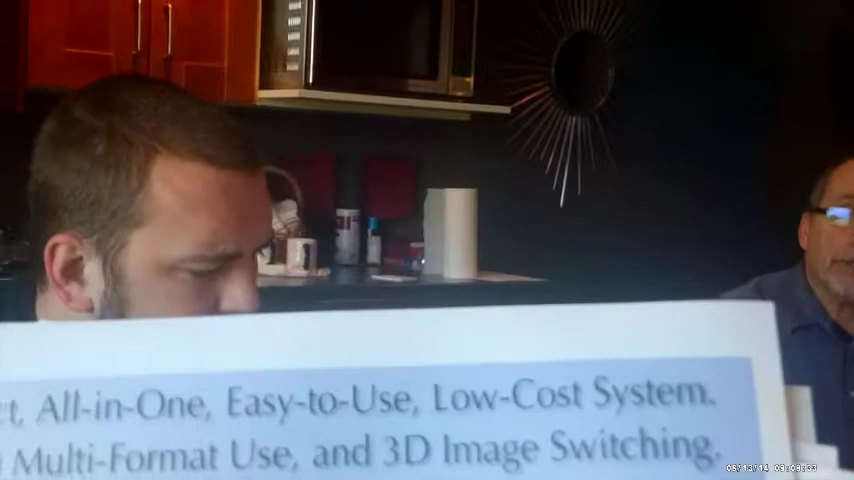 All-in-One, Easy-to-Use, Low-Cost System.
Multi-Format Use, and 3D Image Switching.